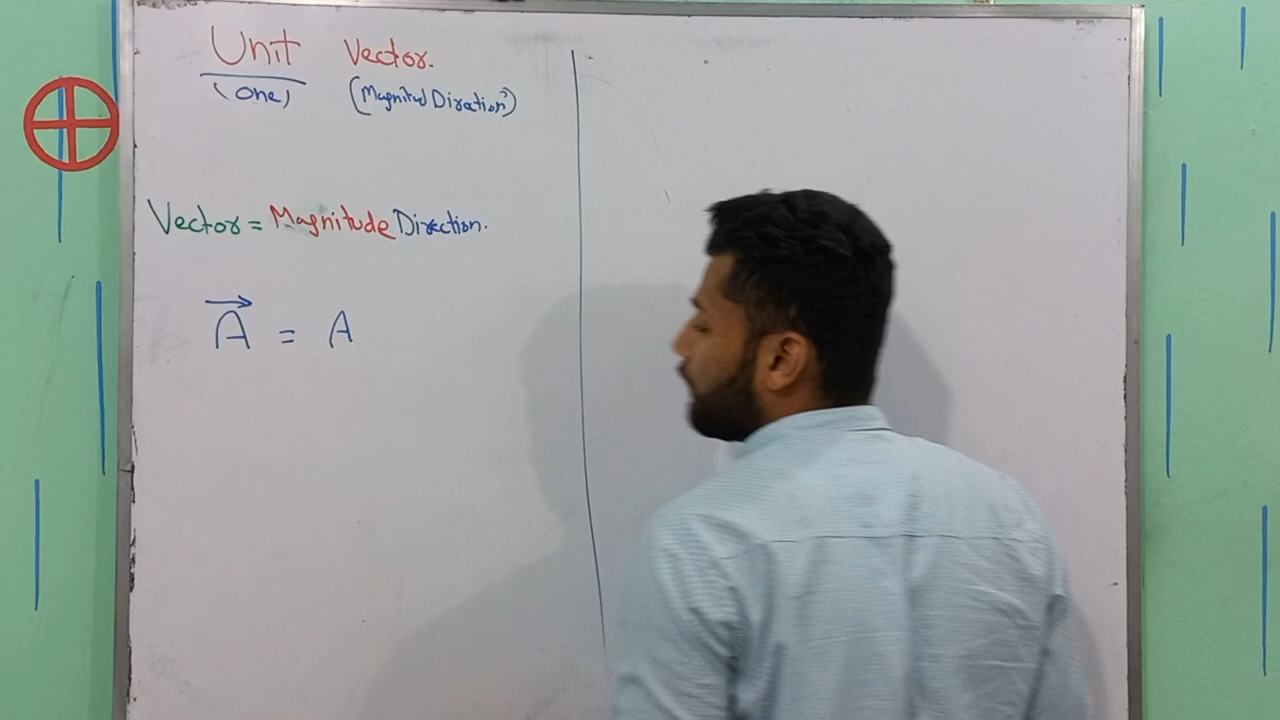 Unit Vector.
(One) (Magnitud Direction)
Vector = Magnitude Direction.
A⃗ = A